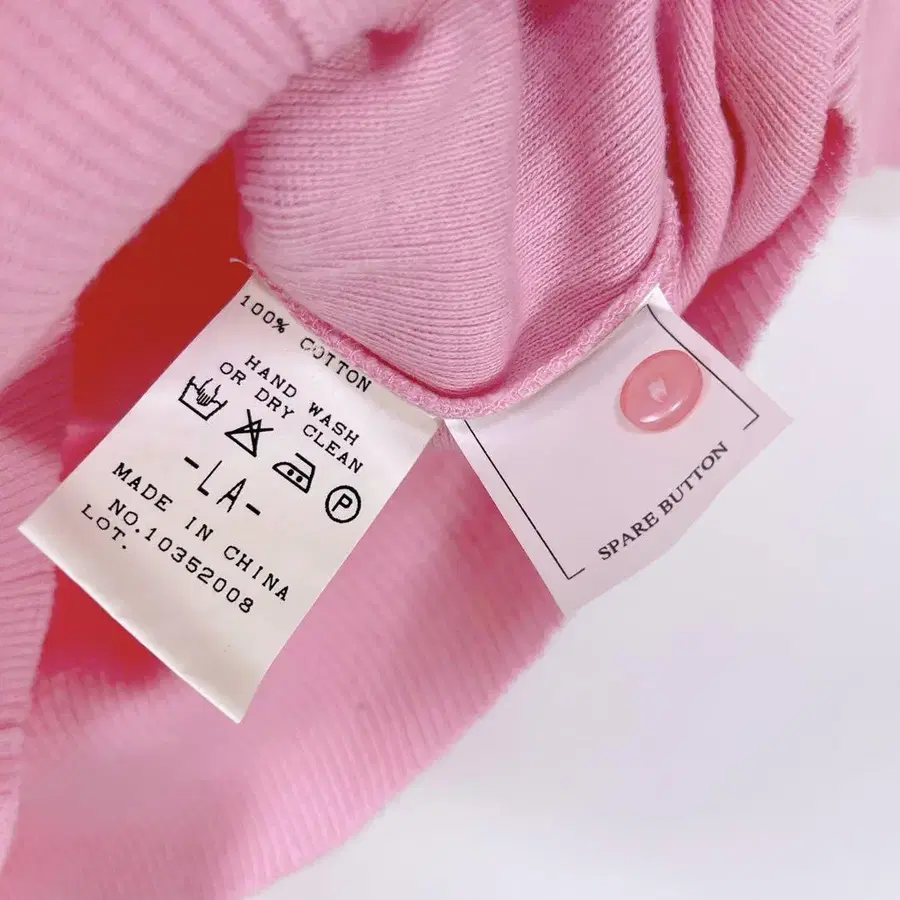 100% COTTON
HAND WASH
OR DRY CLEAN
P
-LA-
MADE IN CHINA
NO.10352008
LOT.
SPARE BUTTON